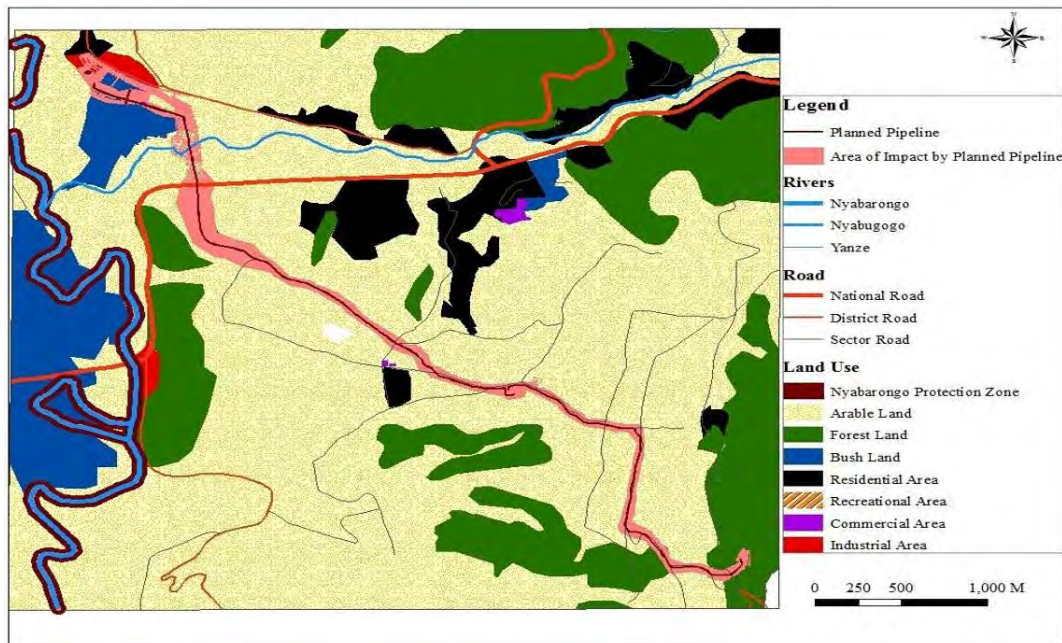 N
W
E
S
Legend
Planned Pipeline
Area of Impact by Planned Pipeline
Rivers
Nyabarongo
Nyabugogo
Yanze
Road
National Road
District Road
Sector Road
Land Use
Nyabarongo Protection Zone
Arable Land
Forest Land
Bush Land
Residential Area
Recreational Area
Commercial Area
Industrial Area
0 250 500 1,000 M